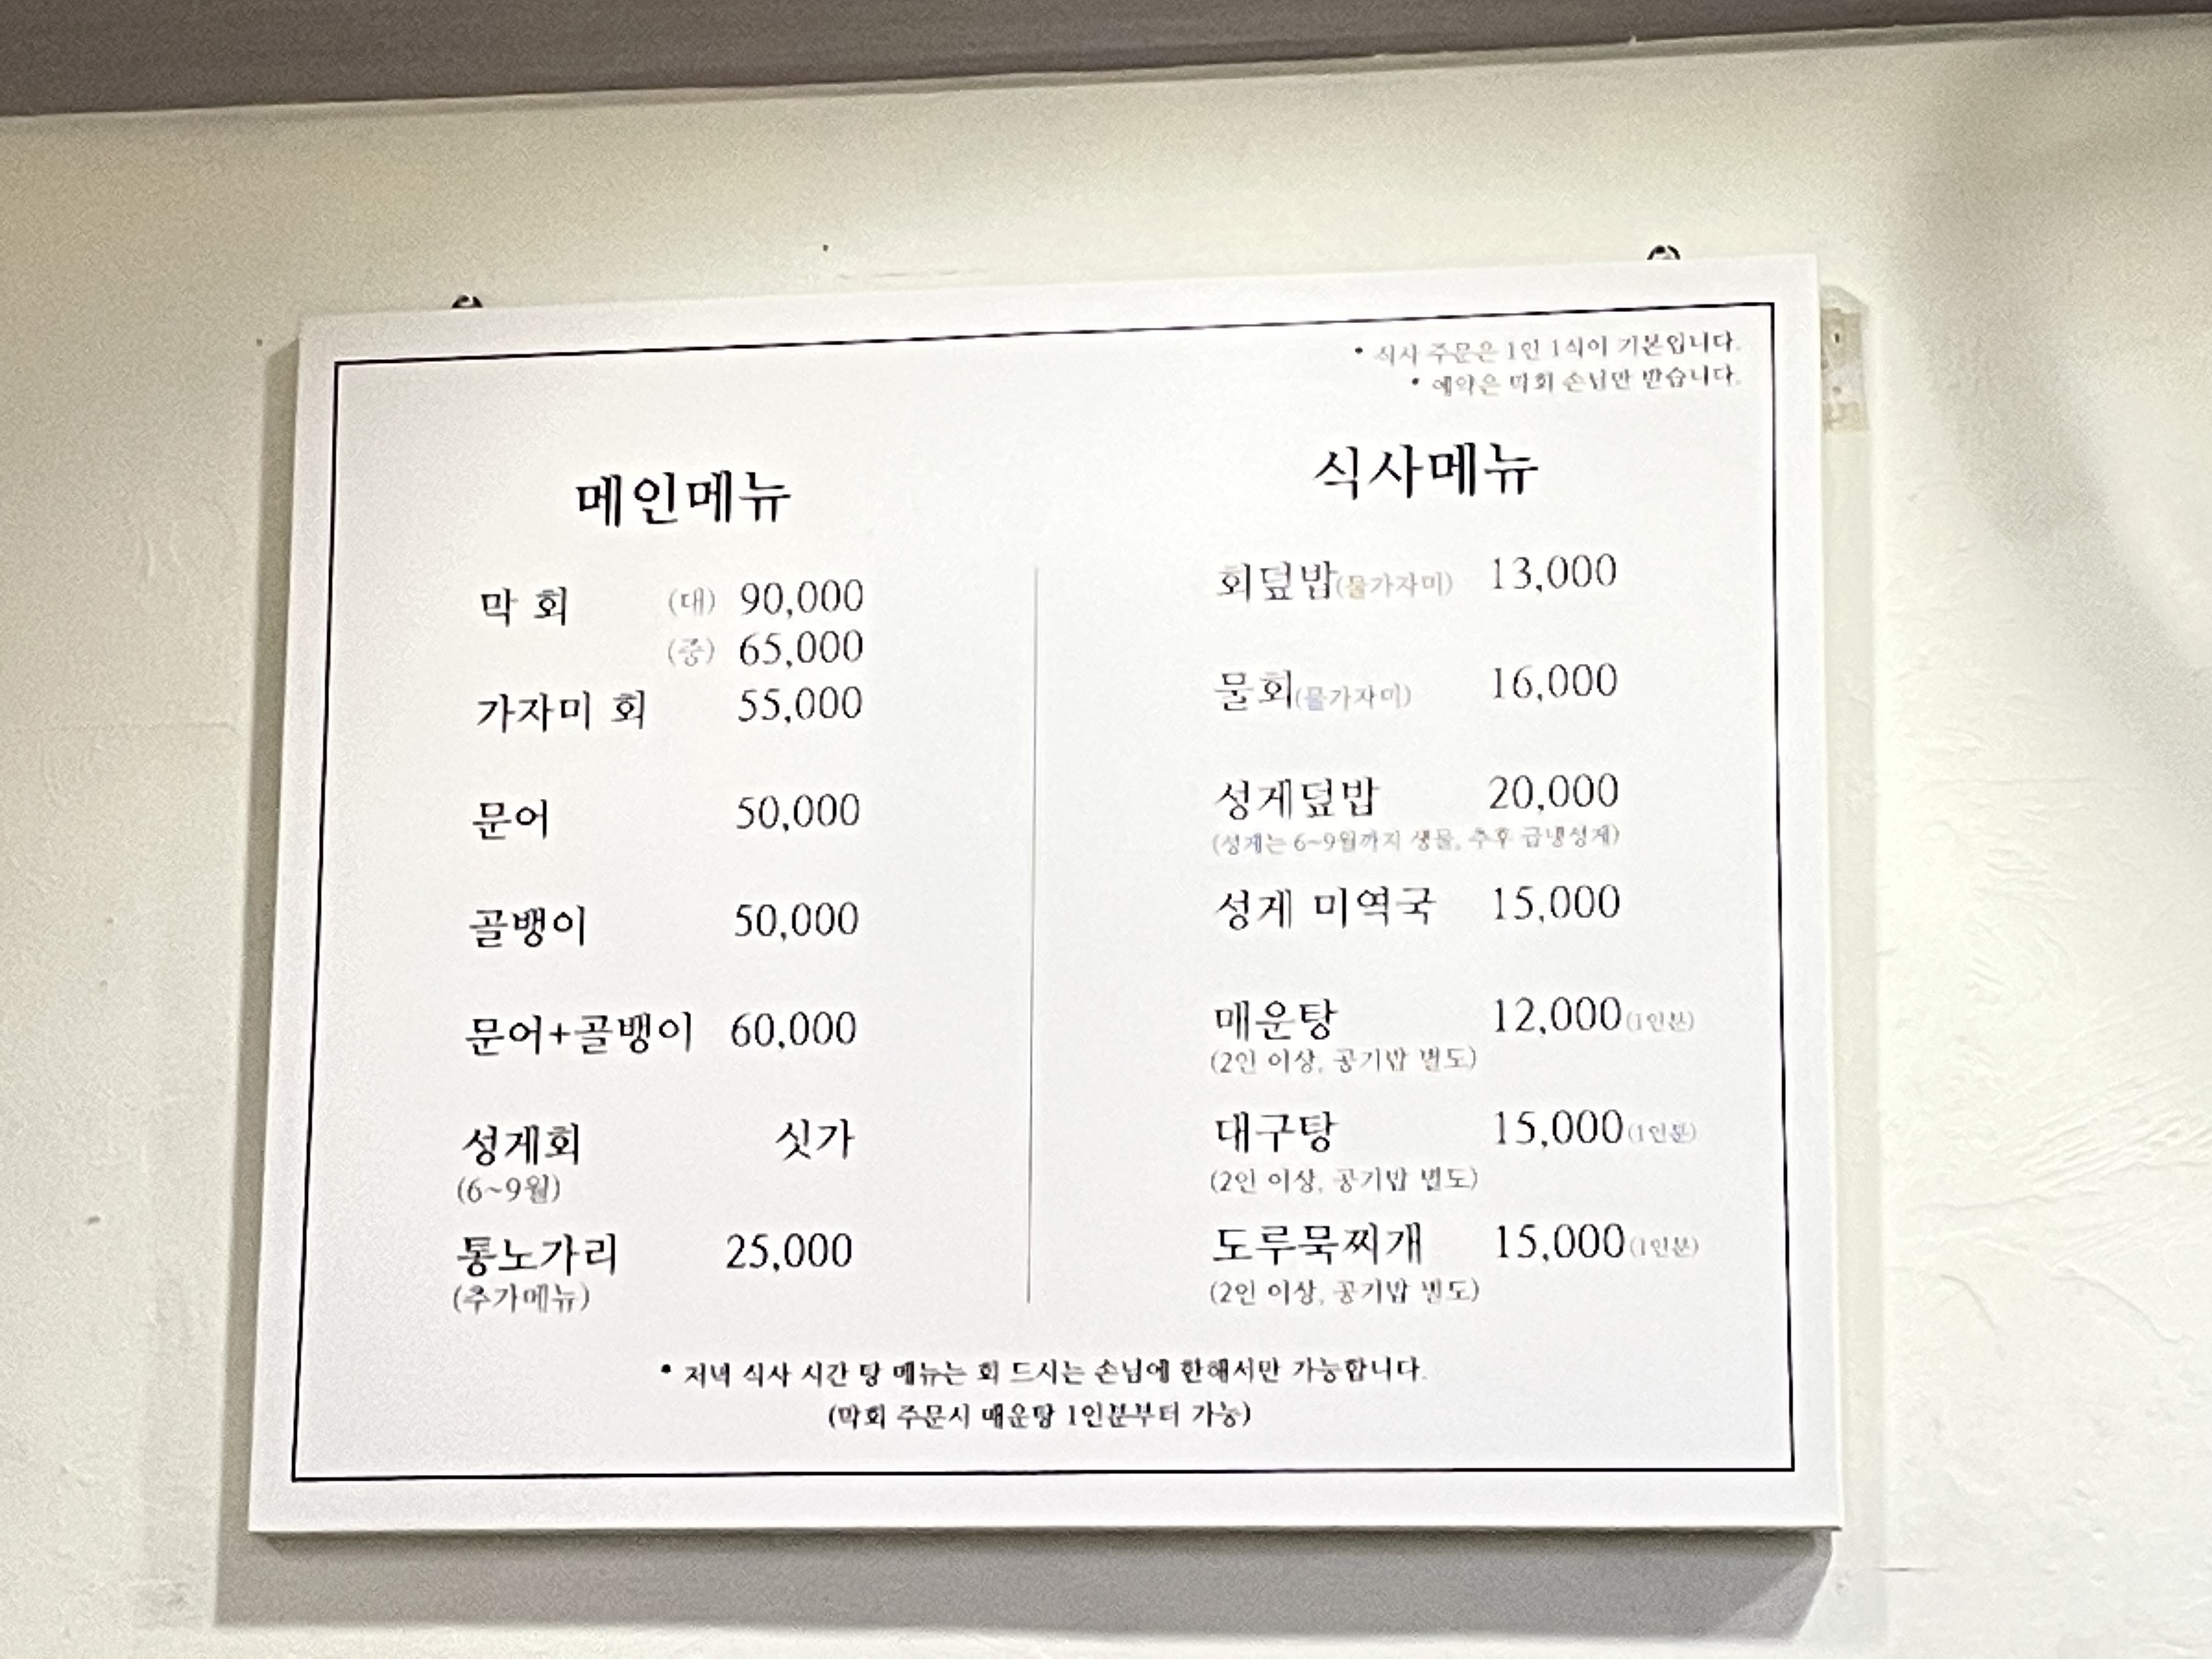 • 식사 주문은 1인 1식이 기본입니다.
• 예약은 막회 손님만 받습니다.
메인메뉴
막 회 (대) 90,000
(중) 65,000
가자미 회 55,000
문어 50,000
골뱅이 50,000
문어+골뱅이 60,000
성게회 싯가
(6~9월)
통노가리 25,000
(추가메뉴)
식사메뉴
회덮밥(물가자미) 13,000
물회(물가자미) 16,000
성게덮밥 20,000
(성게는 6~9월까지 생물, 추후 급냉성게)
성게 미역국 15,000
매운탕 12,000(1인분)
(2인 이상, 공기밥 별도)
대구탕 15,000(1인분)
(2인 이상, 공기밥 별도)
도루묵찌개 15,000(1인분)
(2인 이상, 공기밥 별도)
• 저녁 식사 시간 탕 메뉴는 회 드시는 손님에 한해서만 가능합니다.
(막회 주문시 매운탕 1인분부터 가능)